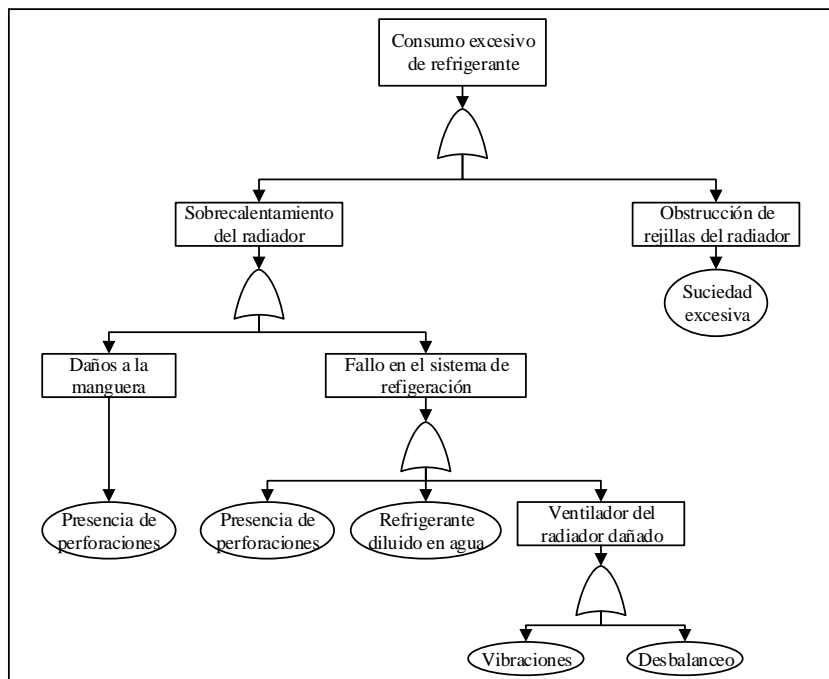 Consumo excesivo
de refrigerante
Sobrecalentamiento
del radiador
Obstrucción de
rejillas del radiador
Suciedad
excesiva
Daños a la
manguera
Fallo en el sistema de
refigeración
Presencia de
perforaciones
Presencia de
perforaciones
Refrigerante
diluido en agua
Ventilador del
radiador dañado
Vibraciones
Desbalanceo